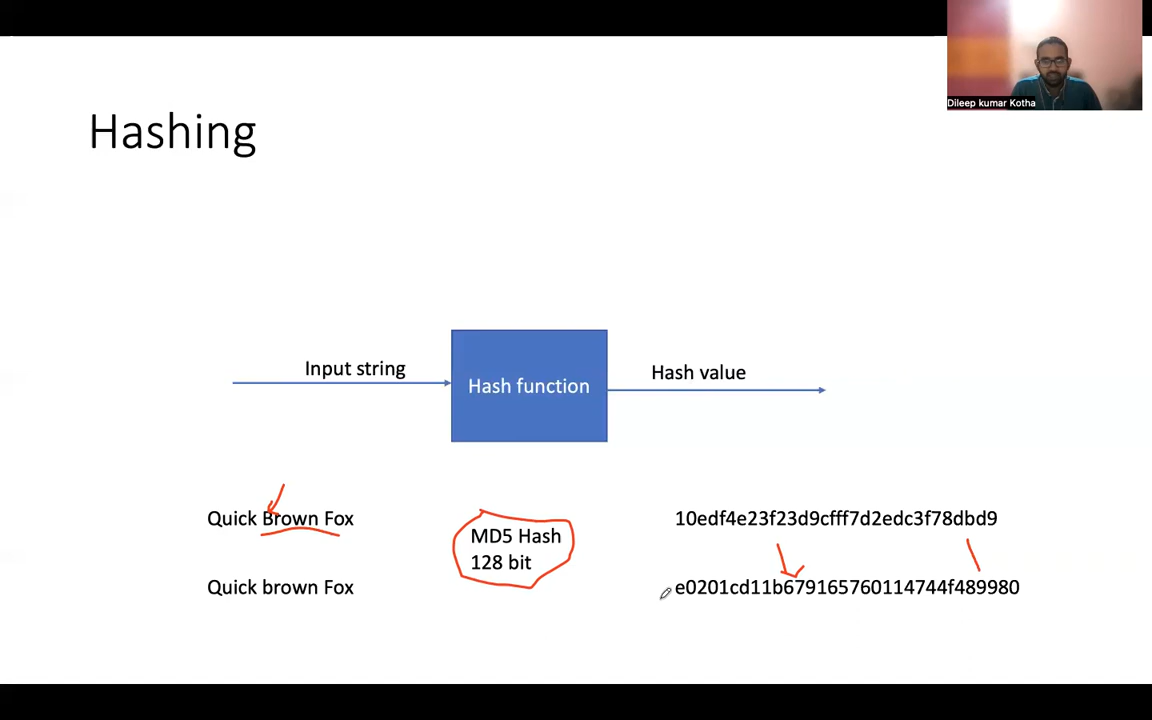 Dileep kumar Kotha
Hashing
Input string
Hash function
Hash value
Quick Brown Fox
MD5 Hash
128 bit
10edf4e23f23d9cfff7d2edc3f78dbd9
Quick brown Fox
e0201cd11b679165760114744f489980